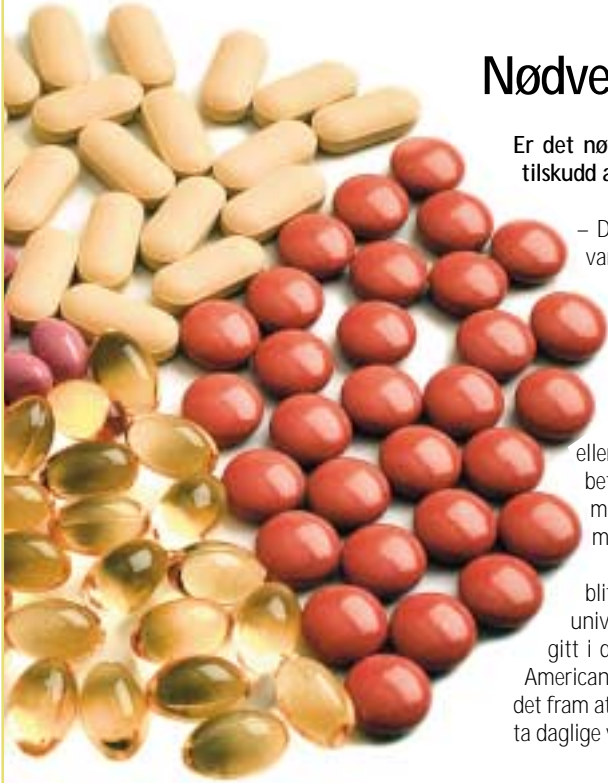 Nødve
Er det nø
tilskudd a
– D
var
eller
bet
m
m
blit
univ
gitt i d
American
det fram at
ta daglige v